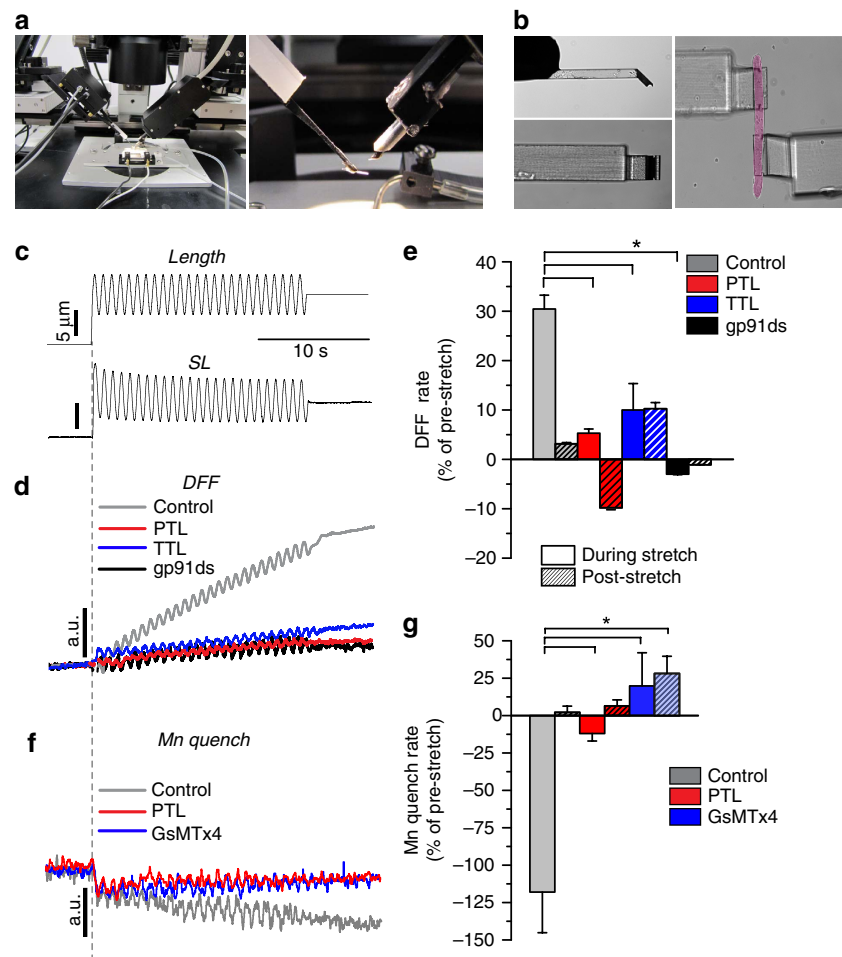 a
b
c
Length
5 μm
10 s
SL
d
DFF
Control
PTL
TTL
gp91ds
a.u.
e
*
Control
PTL
TTL
gp91ds
DFF rate
(% of pre-stretch)
40
30
20
10
0
−10
−20
During stretch
Post-stretch
f
Mn quench
Control
PTL
GsMTx4
a.u.
g
*
Mn quench rate
(% of pre-stretch)
50
25
0
−25
−50
−75
−100
−125
−150
Control
PTL
GsMTx4